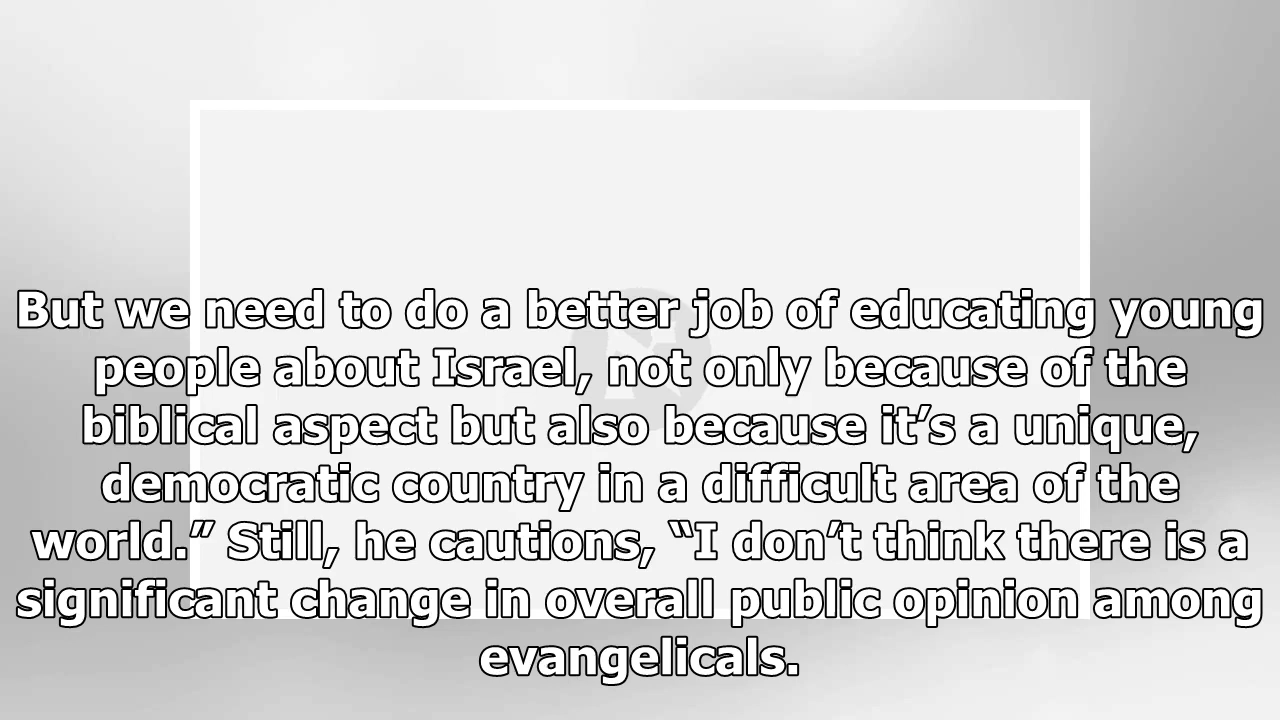 But we need to do a better job of educating young
people about Israel, not only because of the
biblical aspect but also because it’s a unique,
democratic country in a difficult area of the
world.” Still, he cautions, “I don’t think there is a
significant change in overall public opinion among
evangelicals.